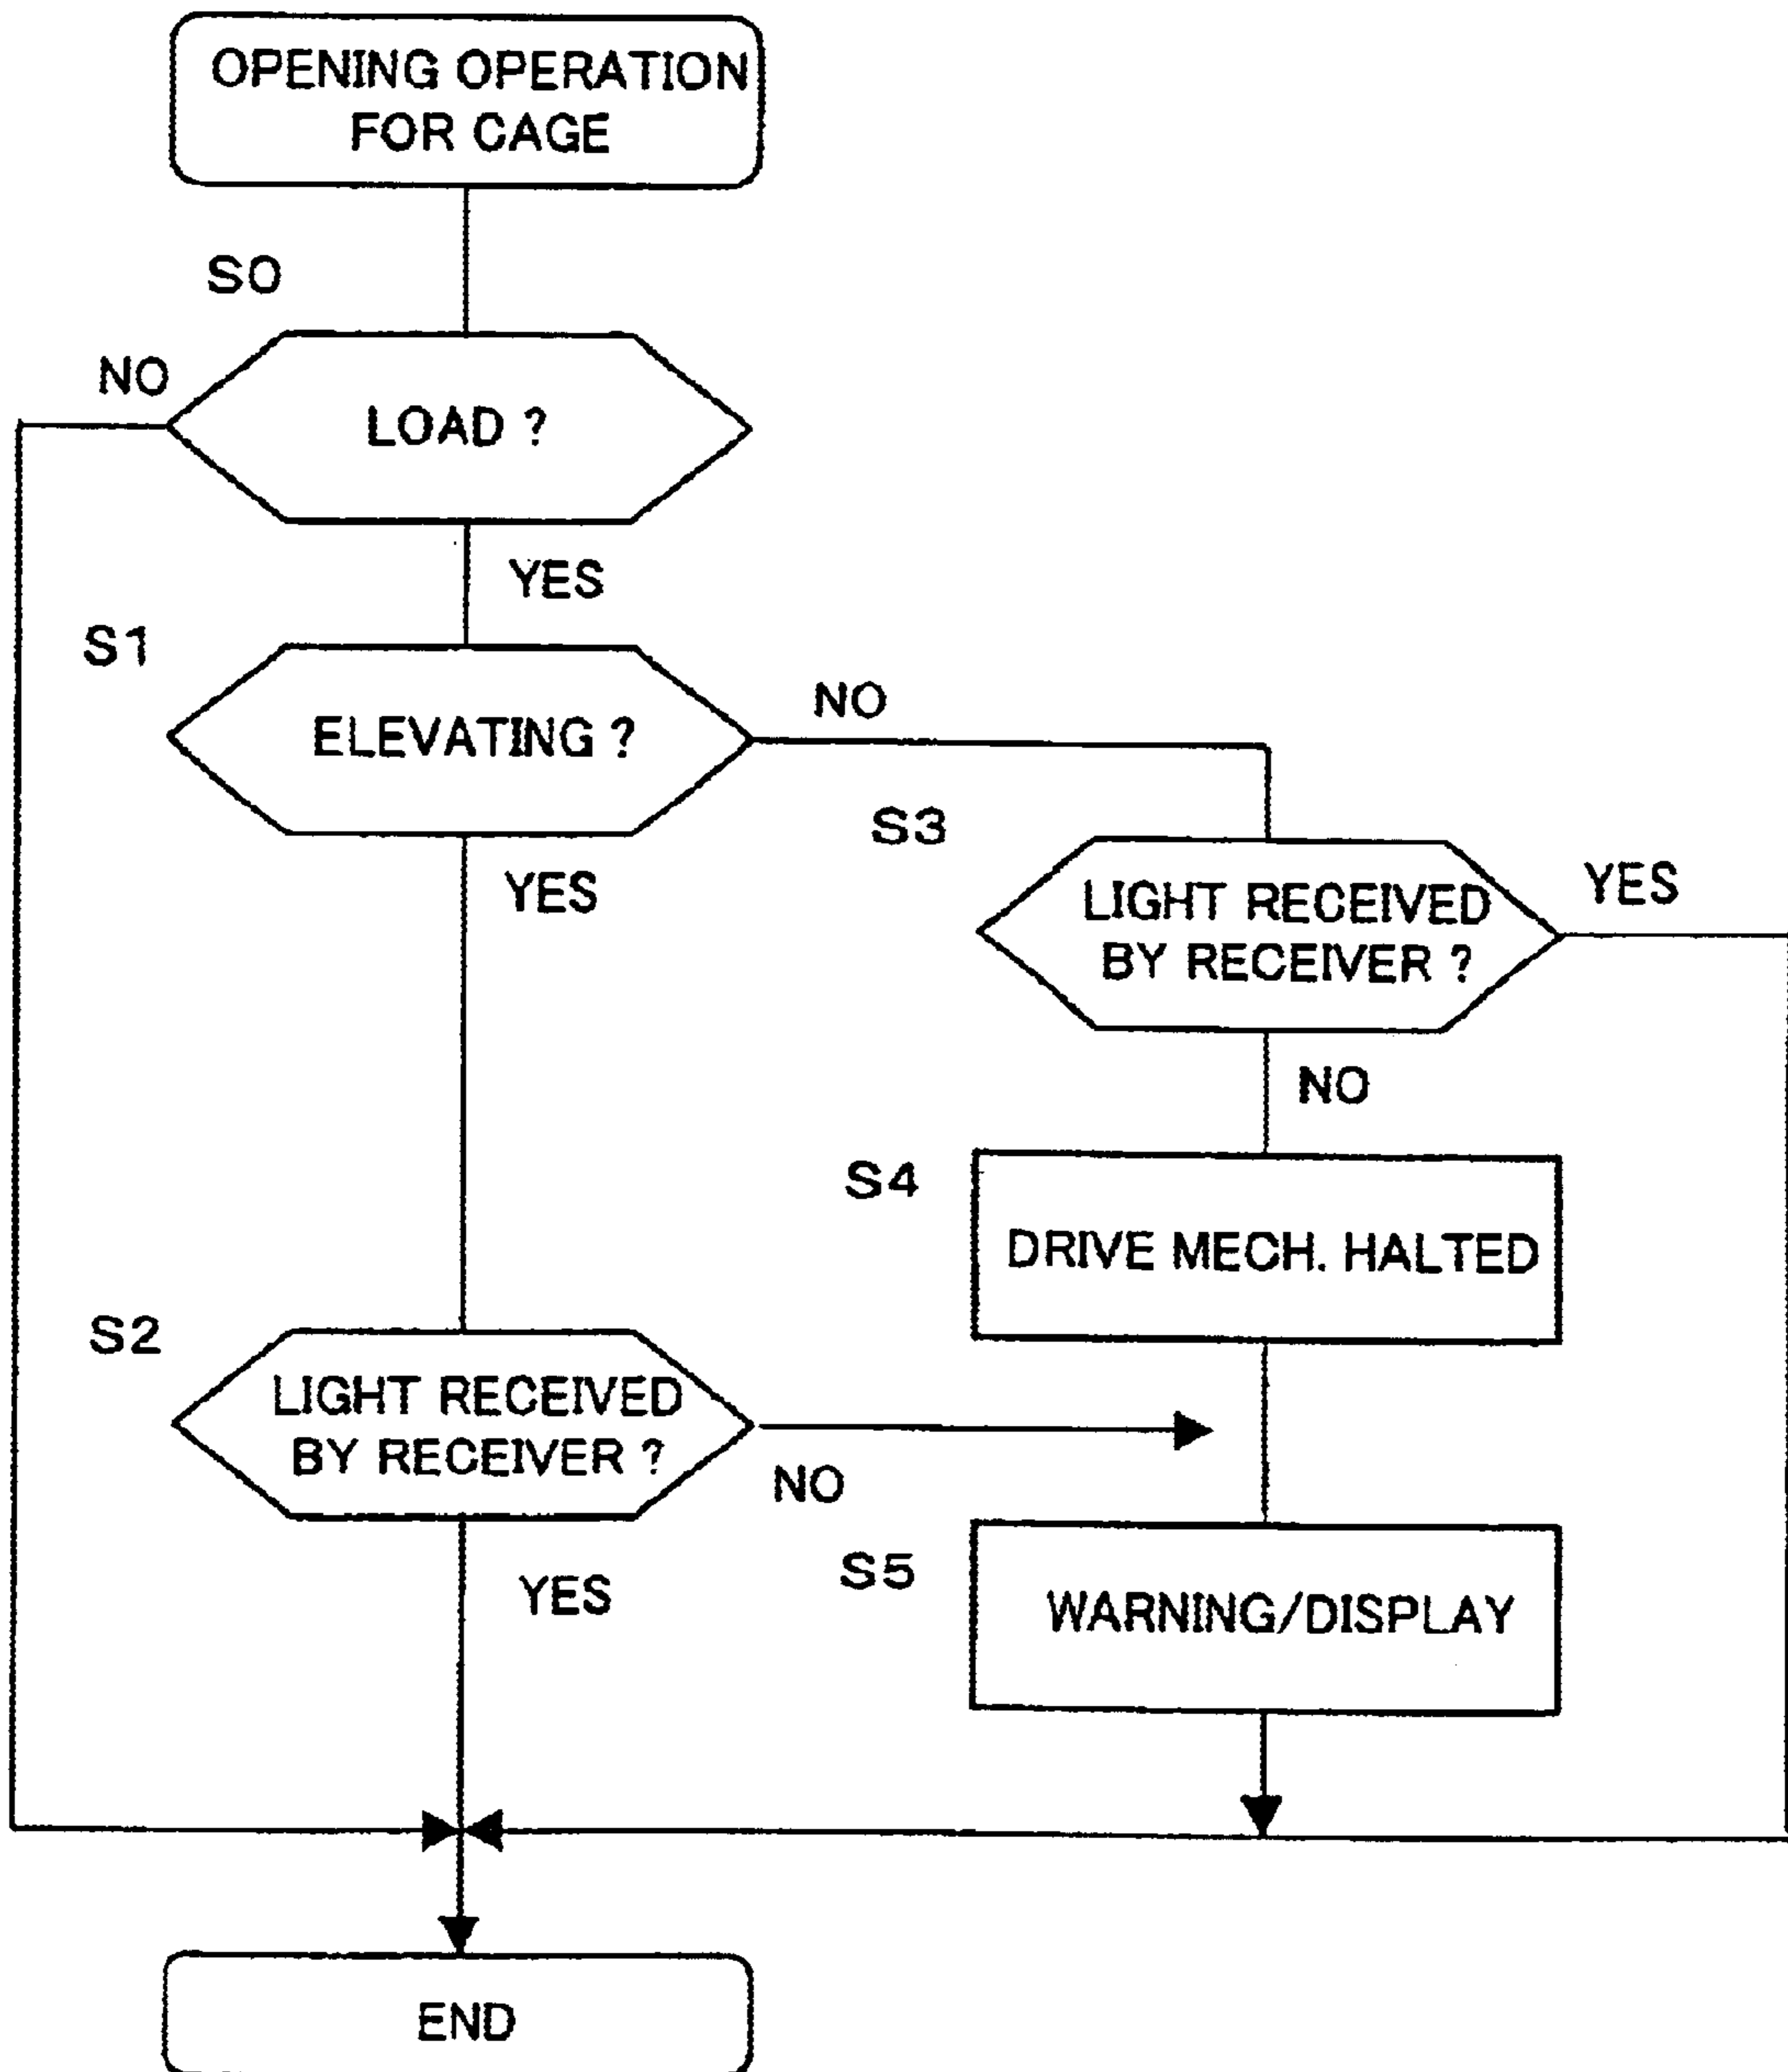 OPENING OPERATION
FOR CAGE
S0
NO
LOAD ?
YES
S1
ELEVATING ?
NO
YES
S3
LIGHT RECEIVED
BY RECEIVER ?
YES
NO
S4
DRIVE MECH. HALTED
S2
LIGHT RECEIVED
BY RECEIVER ?
NO
YES
S5
WARNING/DISPLAY
END